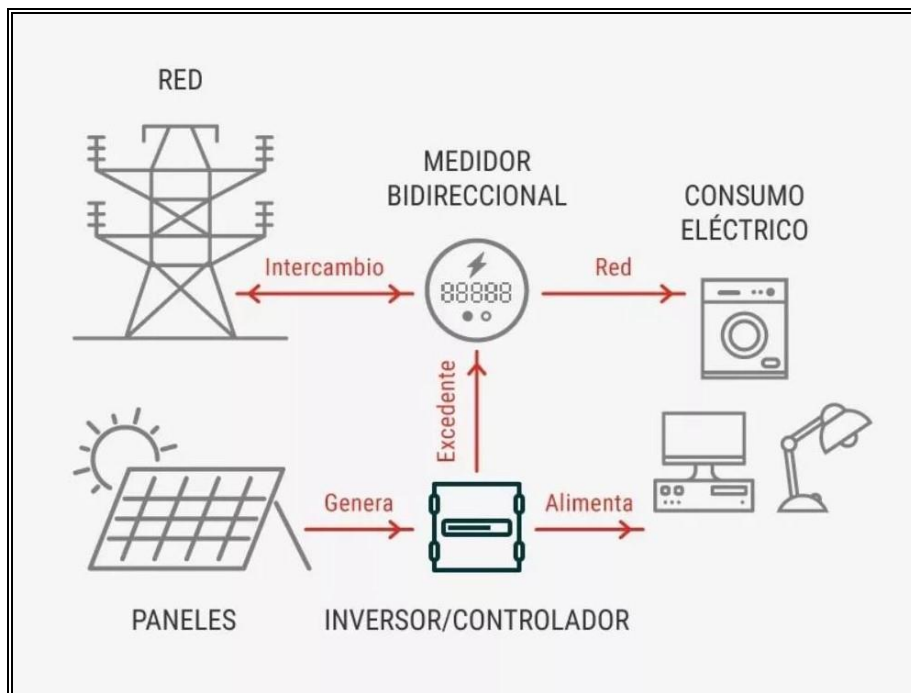 RED
MEDIDOR
BIDIRECCIONAL
CONSUMO
ELÉCTRICO
Intercambio
88888
Red
Excedente
Genera
Alimenta
PANELES
INVERSOR/CONTROLADOR